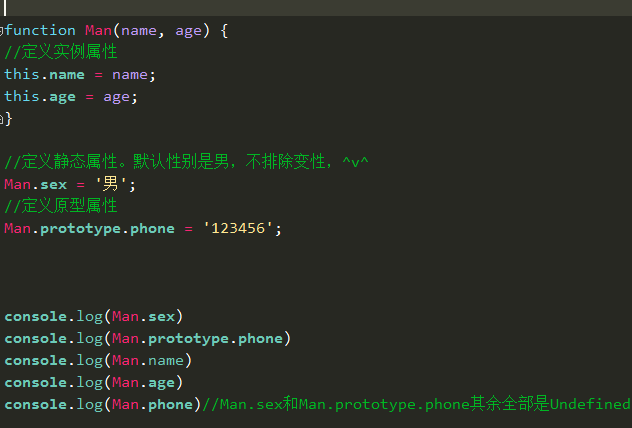 function Man(name, age) {
//定义实例属性
this.name = name;
this.age = age;
}
//定义静态属性。默认性别是男，不排除变性，^v^
Man.sex = '男';
//定义原型属性
Man.prototype.phone = '123456';
console.log(Man.sex)
console.log(Man.prototype.phone)
console.log(Man.name)
console.log(Man.age)
console.log(Man.phone)//Man.sex和Man.prototype.phone其余全部是Undefined